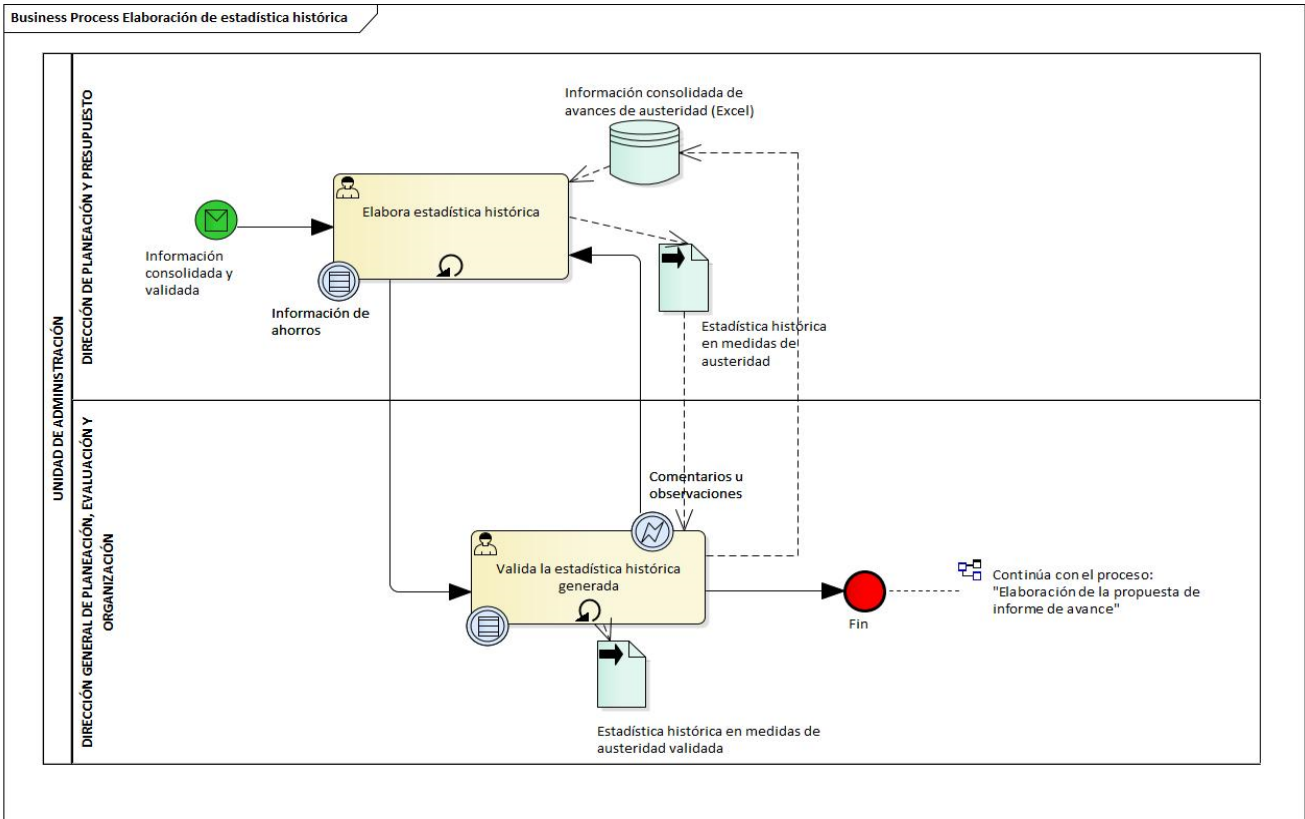 Business Process Elaboración de estadística histórica
UNIDAD DE ADMINISTRACIÓN
DIRECCIÓN DE PLANEACIÓN Y PRESUPUESTO
Información consolidada de
avances de austeridad (Excel)
Elabora estadística histórica
Información
consolidada y
validada
Información de
ahorros
Estadística histórica
en medidas de
austeridad
DIRECCIÓN GENERAL DE PLANEACIÓN, EVALUACIÓN Y
ORGANIZACIÓN
Comentarios u
observaciones
Valida la estadística histórica
generada
Fin
Continúa con el proceso:
"Elaboración de la propuesta de
informe de avance"
Estadística histórica en medidas de
austeridad validada